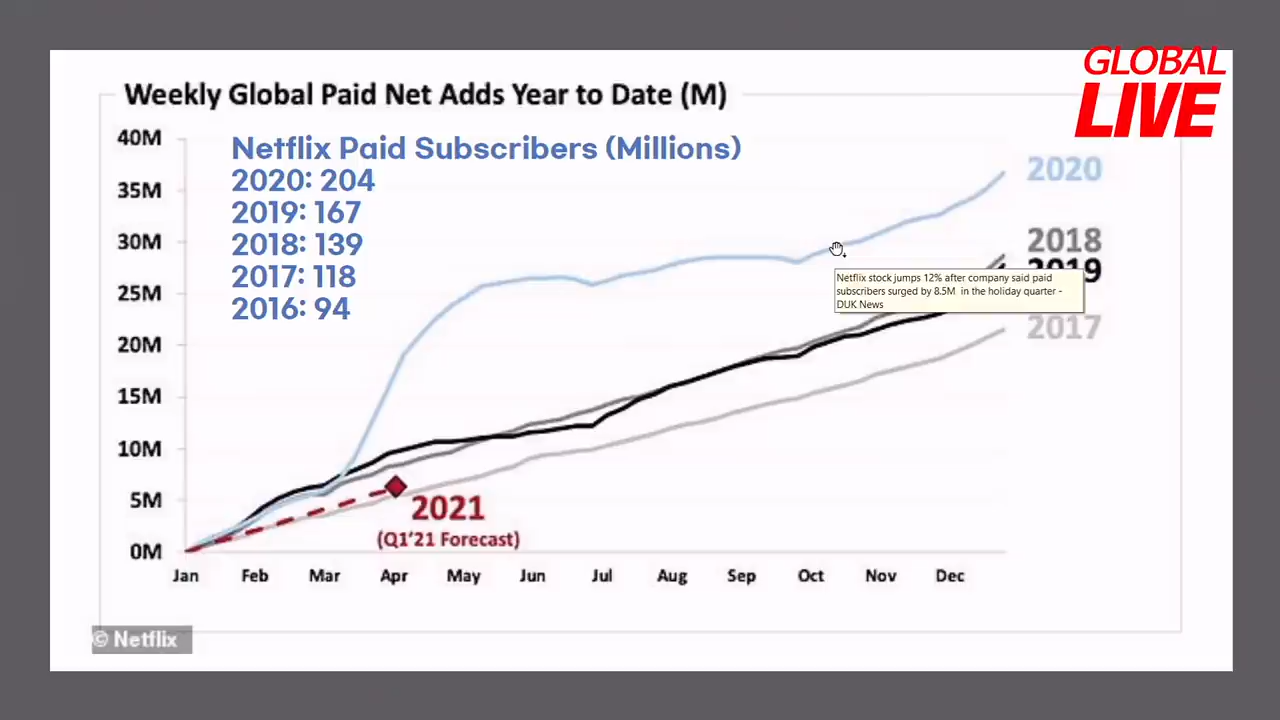 GLOBAL
LIVE
Weekly Global Paid Net Adds Year to Date (M)
Netflix Paid Subscribers (Millions)
2020: 204
2019: 167
2018: 139
2017: 118
2016: 94
40M
35M
30M
25M
20M
15M
10M
5M
0M
2020
2018
2019
2017
Netflix stock jumps 12% after company said paid
subscribers surged by 8.5M in the holiday quarter -
DUK News
2021
(Q1'21 Forecast)
Jan Feb Mar Apr May Jun Jul Aug Sep Oct Nov Dec
© Netflix